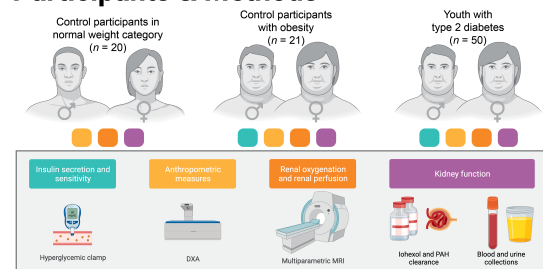 Control participants in
normal weight category
(n = 20)
Control participants
with obesity
(n = 21)
Youth with
type 2 diabetes
(n = 50)
Insulin secretion and
sensitivity
Anthropometric
measures
Renal oxygenation
and renal perfusion
Kidney function
Hyperglycemic clamp
DXA
Multiparametric MRI
Iohexol and PAH
clearance
Blood and urine
collections